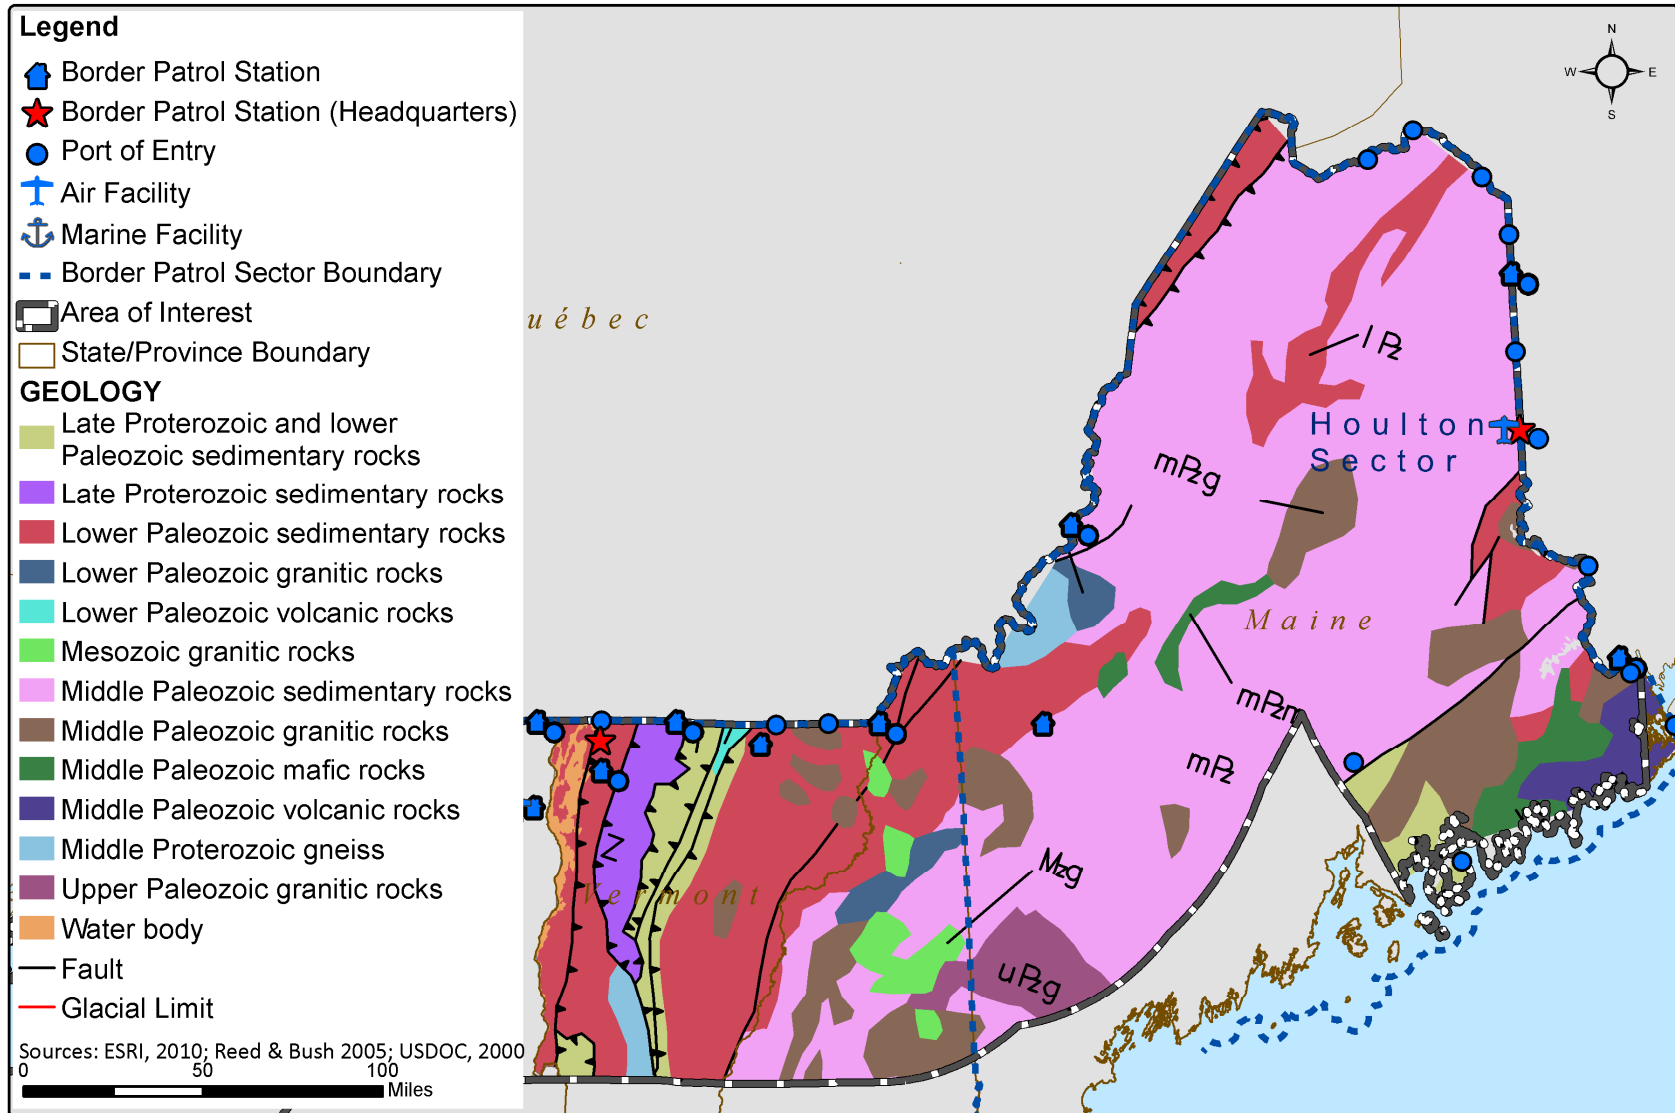 Legend
Border Patrol Station
Border Patrol Station (Headquarters)
Port of Entry
Air Facility
Marine Facility
Border Patrol Sector Boundary
Area of Interest
State/Province Boundary
GEOLOGY
Late Proterozoic and lower
Paleozoic sedimentary rocks
Late Proterozoic sedimentary rocks
Lower Paleozoic sedimentary rocks
Lower Paleozoic granitic rocks
Lower Paleozoic volcanic rocks
Mesozoic granitic rocks
Middle Paleozoic sedimentary rocks
Middle Paleozoic granitic rocks
Middle Paleozoic mafic rocks
Middle Paleozoic volcanic rocks
Middle Proterozoic gneiss
Upper Paleozoic granitic rocks
Water body
Fault
Glacial Limit
Sources: ESRI, 2010; Reed & Bush 2005; USDOC, 2000
0 50 100
Miles
N
W E
S
uébec
lPz
Houlton
Sector
mPzg
Maine
mPzm
mPz
Z
Vermont
Mzg
uPzg